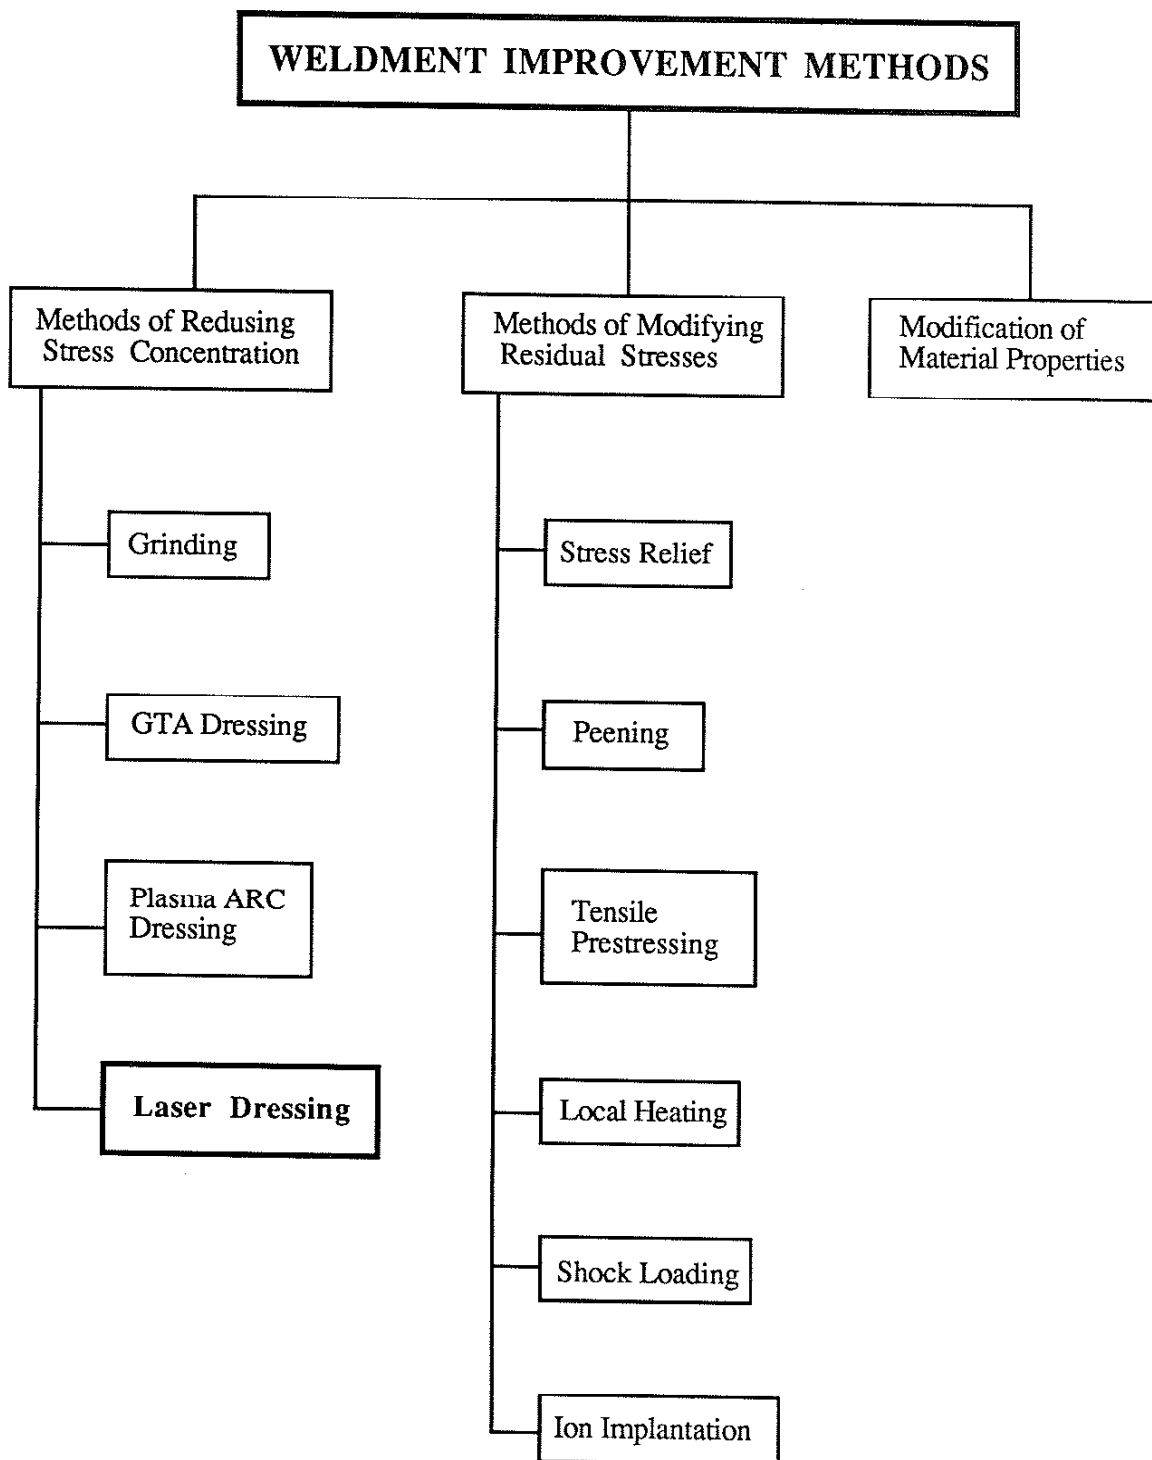 WELDMENT IMPROVEMENT METHODS
Methods of Redusing
Stress Concentration
Grinding
GTA Dressing
Plasma ARC
Dressing
Laser Dressing
Methods of Modifying
Residual Stresses
Stress Relief
Peening
Tensile
Prestressing
Local Heating
Shock Loading
Ion Implantation
Modification of
Material Properties